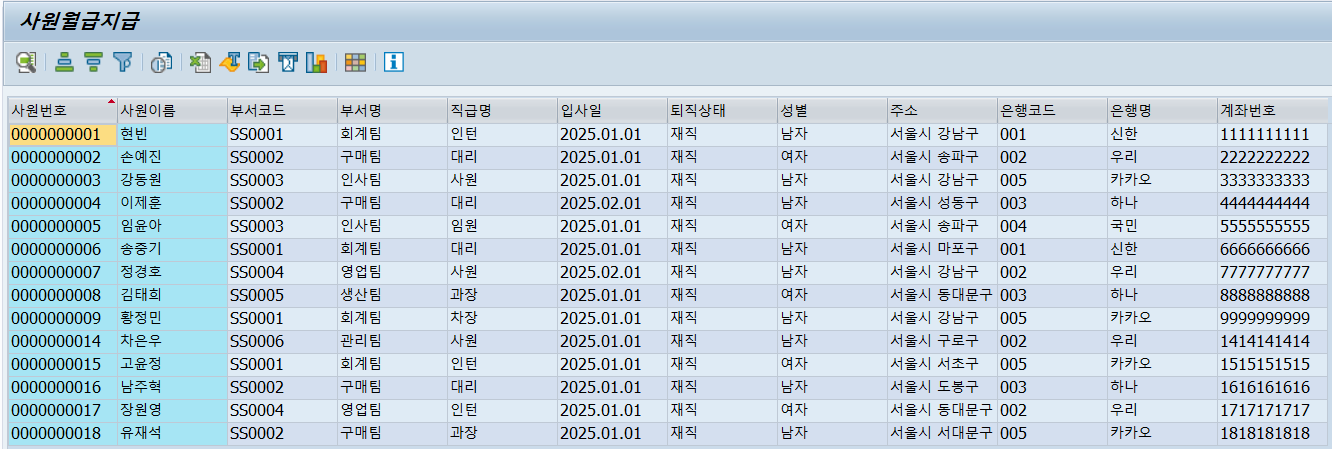 사원월급지급
사원번호 사원이름 부서코드 부서명 직급명 입사일 퇴직상태 성별 주소 은행코드 은행명 계좌번호
0000000001 현빈 SS0001 회계팀 인턴 2025.01.01 재직 남자 서울시 강남구 001 신한 1111111111
0000000002 손예진 SS0002 구매팀 대리 2025.01.01 재직 여자 서울시 송파구 002 우리 2222222222
0000000003 강동원 SS0003 인사팀 사원 2025.01.01 재직 남자 서울시 강남구 005 카카오 3333333333
0000000004 이제훈 SS0002 구매팀 대리 2025.02.01 재직 남자 서울시 성동구 003 하나 4444444444
0000000005 임윤아 SS0003 인사팀 임원 2025.01.01 재직 여자 서울시 송파구 004 국민 5555555555
0000000006 송중기 SS0001 회계팀 대리 2025.01.01 재직 남자 서울시 마포구 001 신한 6666666666
0000000007 정경호 SS0004 영업팀 사원 2025.02.01 재직 남자 서울시 강남구 002 우리 7777777777
0000000008 김태희 SS0005 생산팀 과장 2025.01.01 재직 여자 서울시 동대문구 003 하나 8888888888
0000000009 황정민 SS0001 회계팀 차장 2025.01.01 재직 남자 서울시 강남구 005 카카오 9999999999
0000000014 차은우 SS0006 관리팀 사원 2025.01.01 재직 남자 서울시 구로구 002 우리 1414141414
0000000015 고윤정 SS0001 회계팀 인턴 2025.01.01 재직 여자 서울시 서초구 005 카카오 1515151515
0000000016 남주혁 SS0002 구매팀 대리 2025.01.01 재직 남자 서울시 도봉구 003 하나 1616161616
0000000017 장원영 SS0004 영업팀 인턴 2025.01.01 재직 여자 서울시 동대문구 002 우리 1717171717
0000000018 유재석 SS0002 구매팀 과장 2025.01.01 재직 남자 서울시 서대문구 005 카카오 1818181818